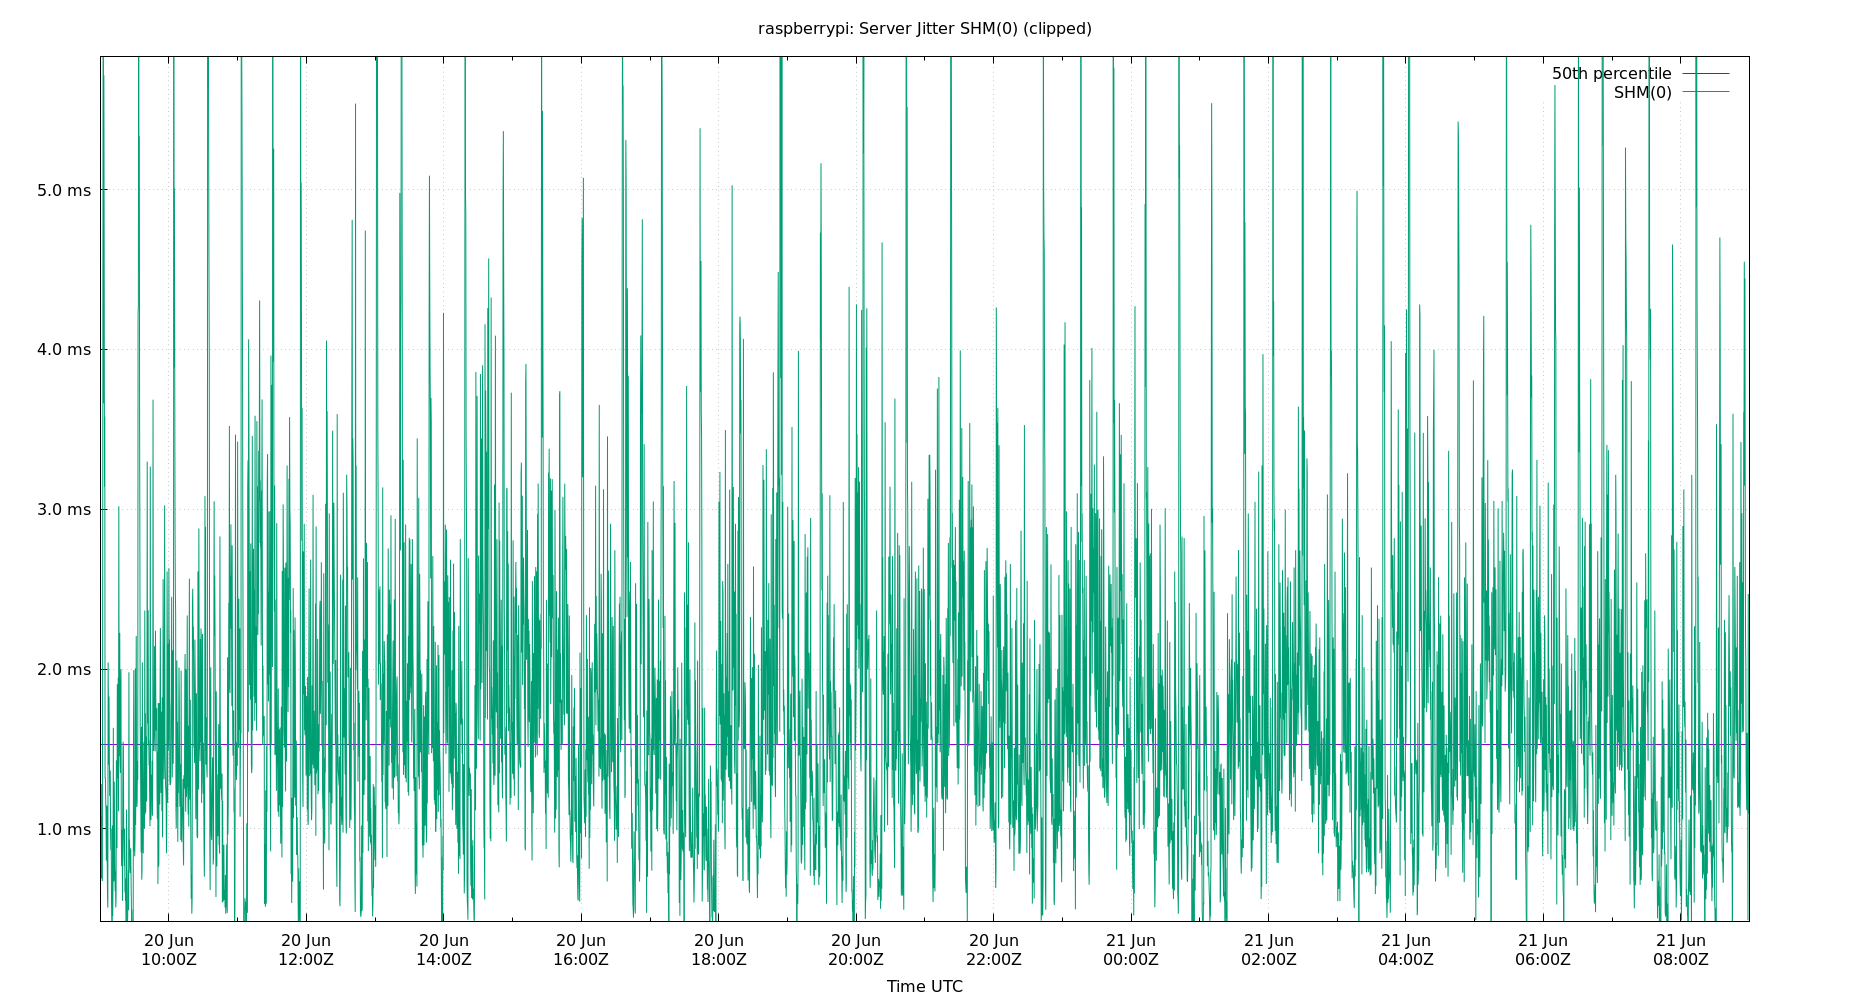 raspberrypi: Server Jitter SHM(0) (clipped)
50th percentile
SHM(0)
5.0 ms
4.0 ms
3.0 ms
2.0 ms
1.0 ms
20 Jun 20 Jun 20 Jun 20 Jun 20 Jun 20 Jun 20 Jun 21 Jun 21 Jun 21 Jun 21 Jun 21 Jun
10:00Z 12:00Z 14:00Z 16:00Z 18:00Z 20:00Z 22:00Z 00:00Z 02:00Z 04:00Z 06:00Z 08:00Z
Time UTC